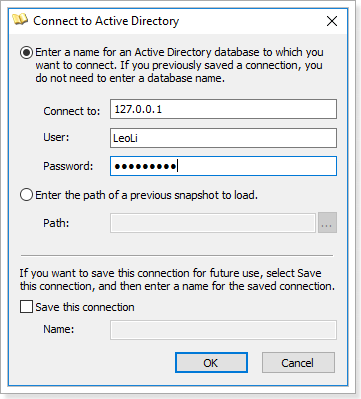 Connect to Active Directory
Enter a name for an Active Directory database to which you
want to connect. If you previously saved a connection, you
do not need to enter a database name.
Connect to: 127.0.0.1
User: LeoLi
Password: ●●●●●●●●●
Enter the path of a previous snapshot to load.
Path: ...
If you want to save this connection for future use, select Save
this connection, and then enter a name for the saved connection.
Save this connection
Name:
OK Cancel